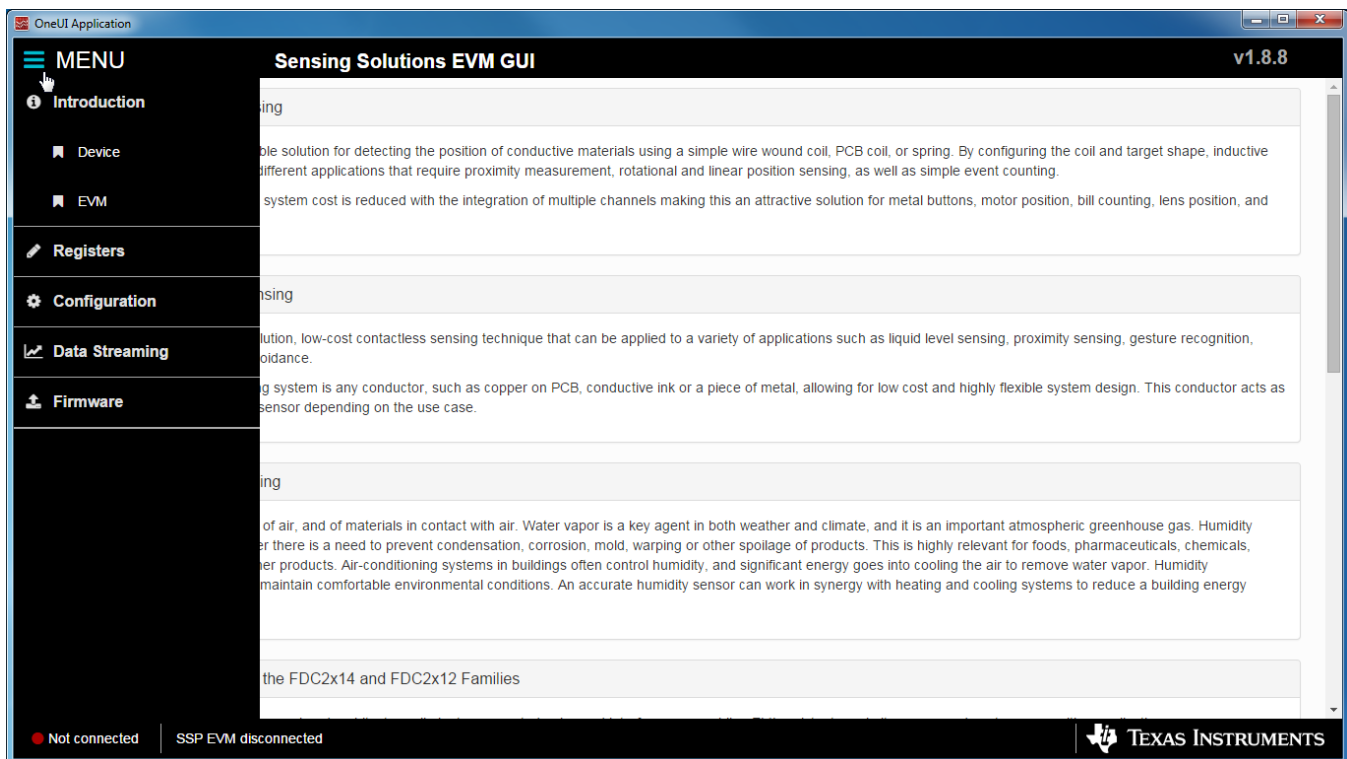 OneUI Application
MENU
Sensing Solutions EVM GUI
v1.8.8
Introduction
Device
EVM
Registers
Configuration
Data Streaming
Firmware
sing
ble solution for detecting the position of conductive materials using a simple wire wound coil, PCB coil, or spring. By configuring the coil and target shape, inductive
different applications that require proximity measurement, rotational and linear position sensing, as well as simple event counting.
system cost is reduced with the integration of multiple channels making this an attractive solution for metal buttons, motor position, bill counting, lens position, and
nsing
lution, low-cost contactless sensing technique that can be applied to a variety of applications such as liquid level sensing, proximity sensing, gesture recognition,
oidance.
g system is any conductor, such as copper on PCB, conductive ink or a piece of metal, allowing for low cost and highly flexible system design. This conductor acts as
sensor depending on the use case.
ing
of air, and of materials in contact with air. Water vapor is a key agent in both weather and climate, and it is an important atmospheric greenhouse gas. Humidity
er there is a need to prevent condensation, corrosion, mold, warping or other spoilage of products. This is highly relevant for foods, pharmaceuticals, chemicals,
her products. Air-conditioning systems in buildings often control humidity, and significant energy goes into cooling the air to remove water vapor. Humidity
maintain comfortable environmental conditions. An accurate humidity sensor can work in synergy with heating and cooling systems to reduce a building energy
the FDC2x14 and FDC2x12 Families
Not connected
SSP EVM disconnected
TEXAS INSTRUMENTS